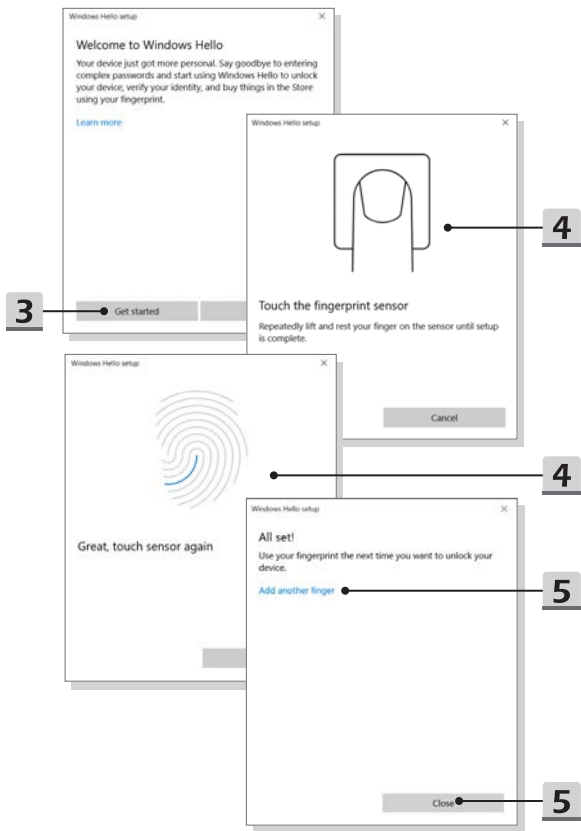 Windows Hello setup
Welcome to Windows Hello
Your device just got more personal. Say goodbye to entering
complex passwords and start using Windows Hello to unlock
your device, verify your identity, and buy things in the Store
using your fingerprint.
Learn more
3
Get started
Windows Hello setup
4
Touch the fingerprint sensor
Repeatedly lift and rest your finger on the sensor until setup
is complete.
Cancel
Windows Hello setup
4
Great, touch sensor again
Windows Hello setup
All set!
Use your fingerprint the next time you want to unlock your
device.
Add another finger
5
Close
5